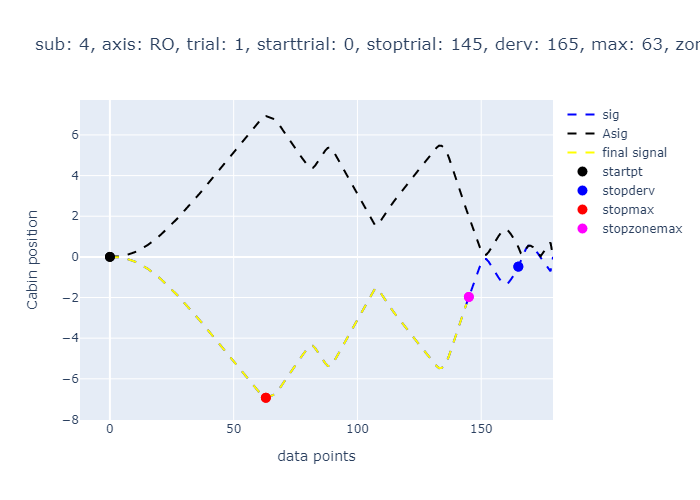 sub: 4, axis: RO, trial: 1, starttrial: 0, stoptrial: 145, derv: 165, max: 63, zor
sig
Asig
final signal
startpt
stopderv
stopmax
stopzonemax
Cabin position
6
4
2
0
−2
−4
−6
−8
0
50
100
150
data points